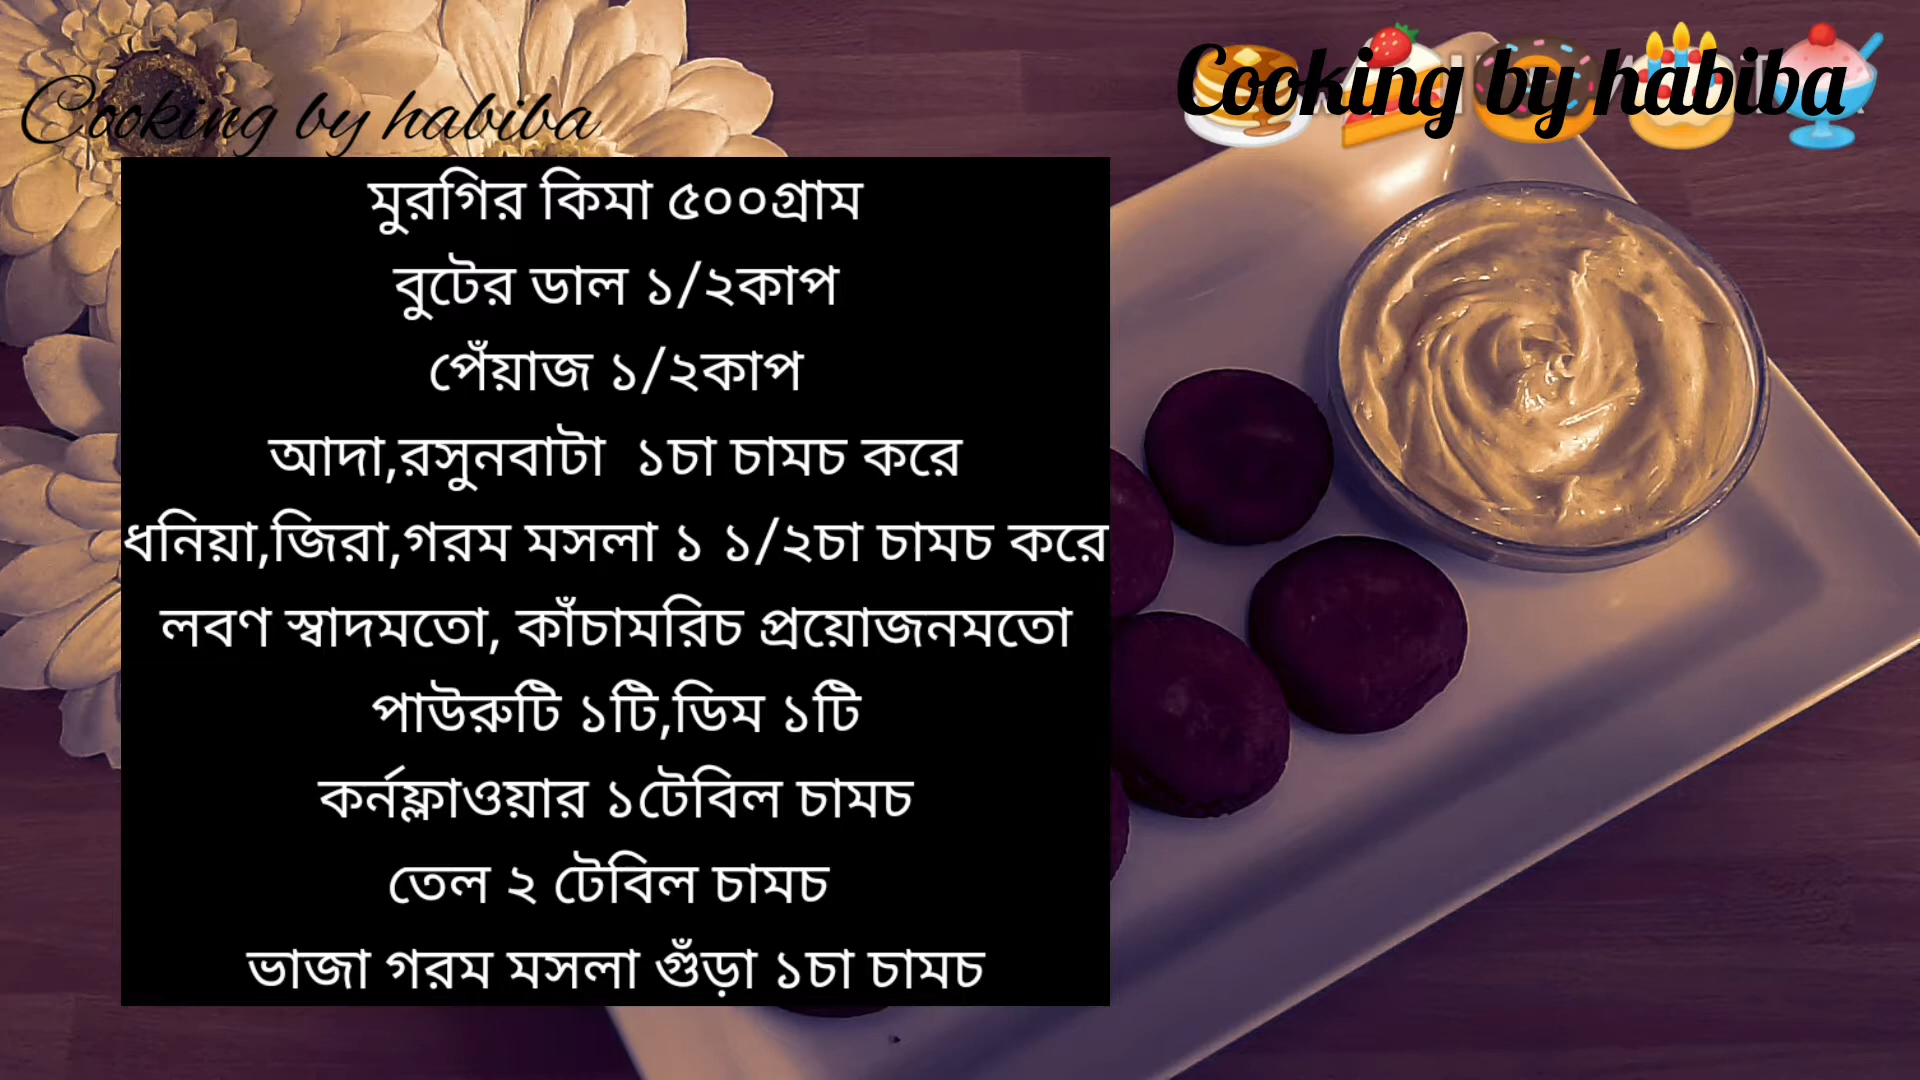 Cooking by habiba
Cooking by habiba
মুরগির কিমা ৫০০গ্রাম
বুটের ডাল ১/২কাপ
পেঁয়াজ ১/২কাপ
আদা,রসুনবাটা ১চা চামচ করে
ধনিয়া,জিরা,গরম মসলা ১ ১/২চা চামচ করে
লবণ স্বাদমতো, কাঁচামরিচ প্রয়োজনমতো
পাউরুটি ১টি,ডিম ১টি
কর্নফ্লাওয়ার ১টেবিল চামচ
তেল ২ টেবিল চামচ
ভাজা গরম মসলা গুঁড়া ১চা চামচ